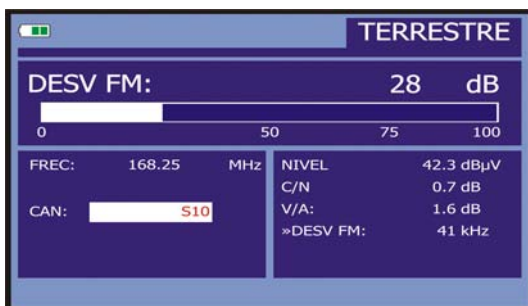 TERRESTRE
DESV FM: 28 dB
0 50 75 100
FREC: 168.25 MHz
CAN: S10
NIVEL 42.3 dBµV
C/N 0.7 dB
V/A: 1.6 dB
»DESV FM: 41 kHz